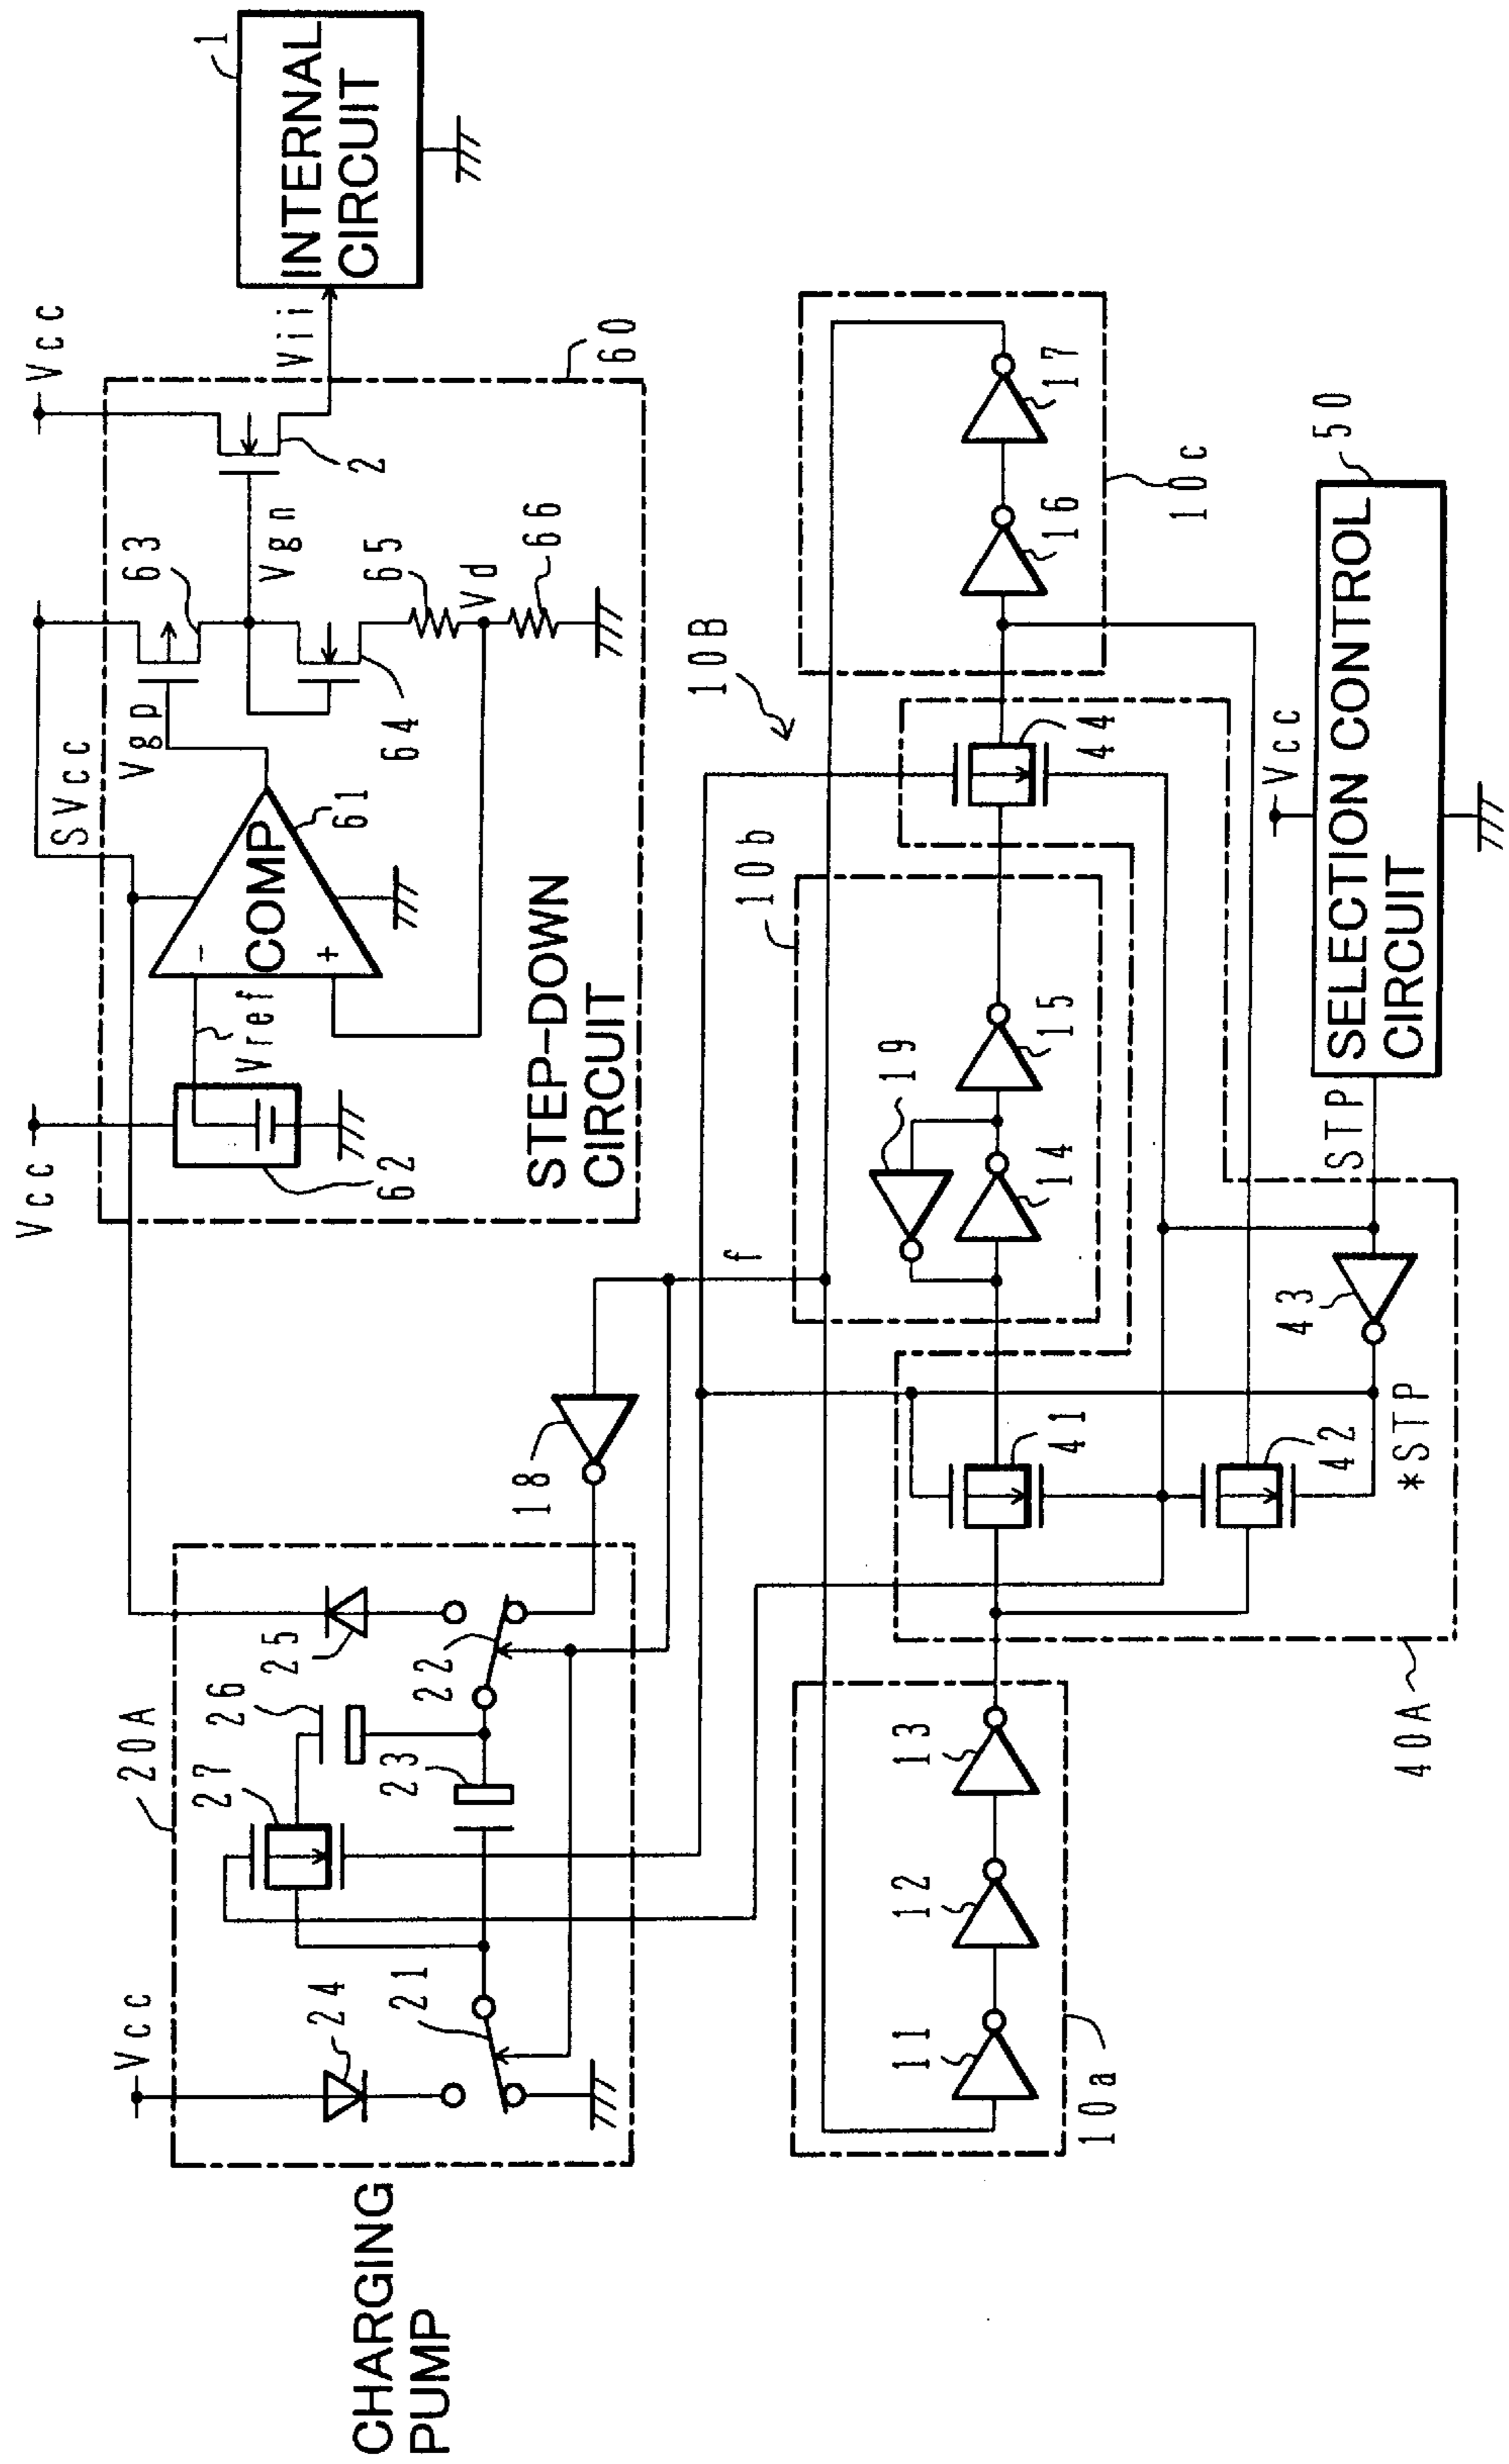 CHARGING
PUMP
20A
Vcc
24
21
27
26
23
25
22
18
f
Vcc
62
Vref
SVcc
COMP
-
+
61
Vgp
63
Vgn
64
65
Vd
66
2
Vcc
Vii
60
STEP-DOWN
CIRCUIT
1
INTERNAL
CIRCUIT
10B
10a
11
12
13
40A
41
42
43
44
STP
*STP
10b
14
15
19
10c
16
17
50
Vcc
SELECTION CONTROL
CIRCUIT